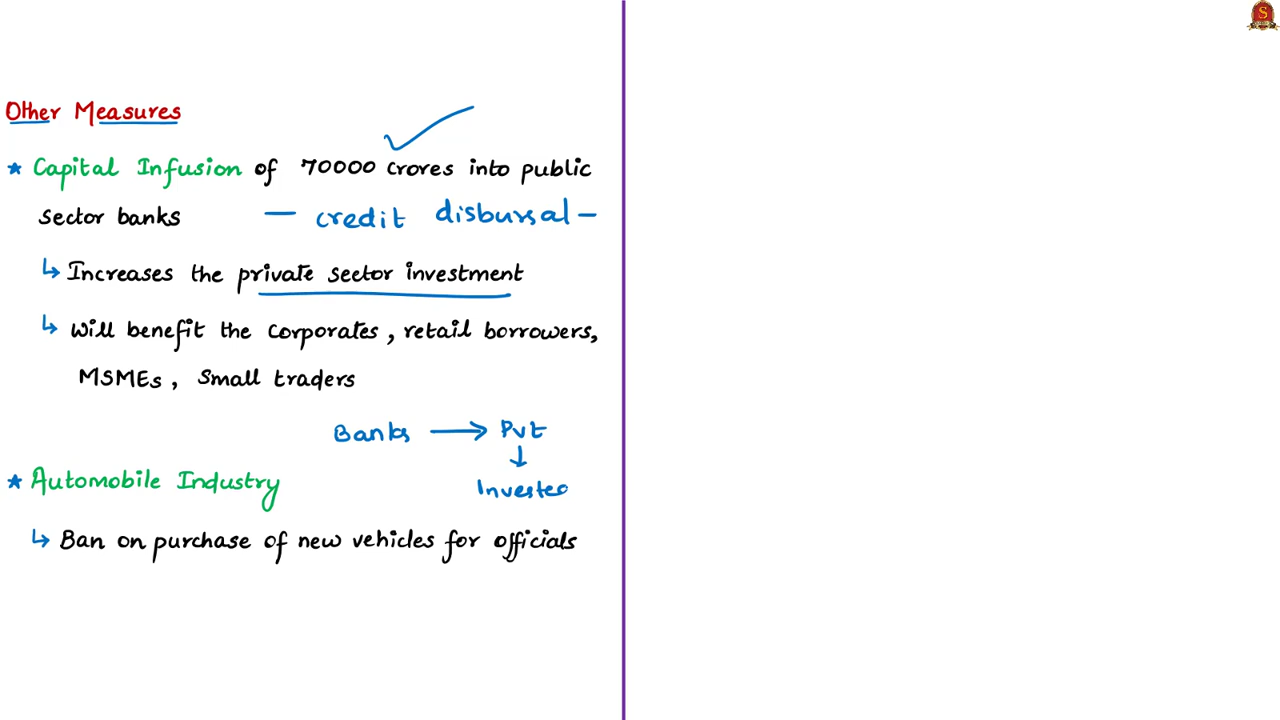 Other Measures
* Capital Infusion of 70000 crores into public
sector banks – credit disbursal –
↳ Increases the private sector investment
↳ Will benefit the corporates, retail borrowers,
MSMEs, Small traders
Banks → Pvt
↓
* Automobile Industry
↳ Ban on purchase of new vehicles for officials
S